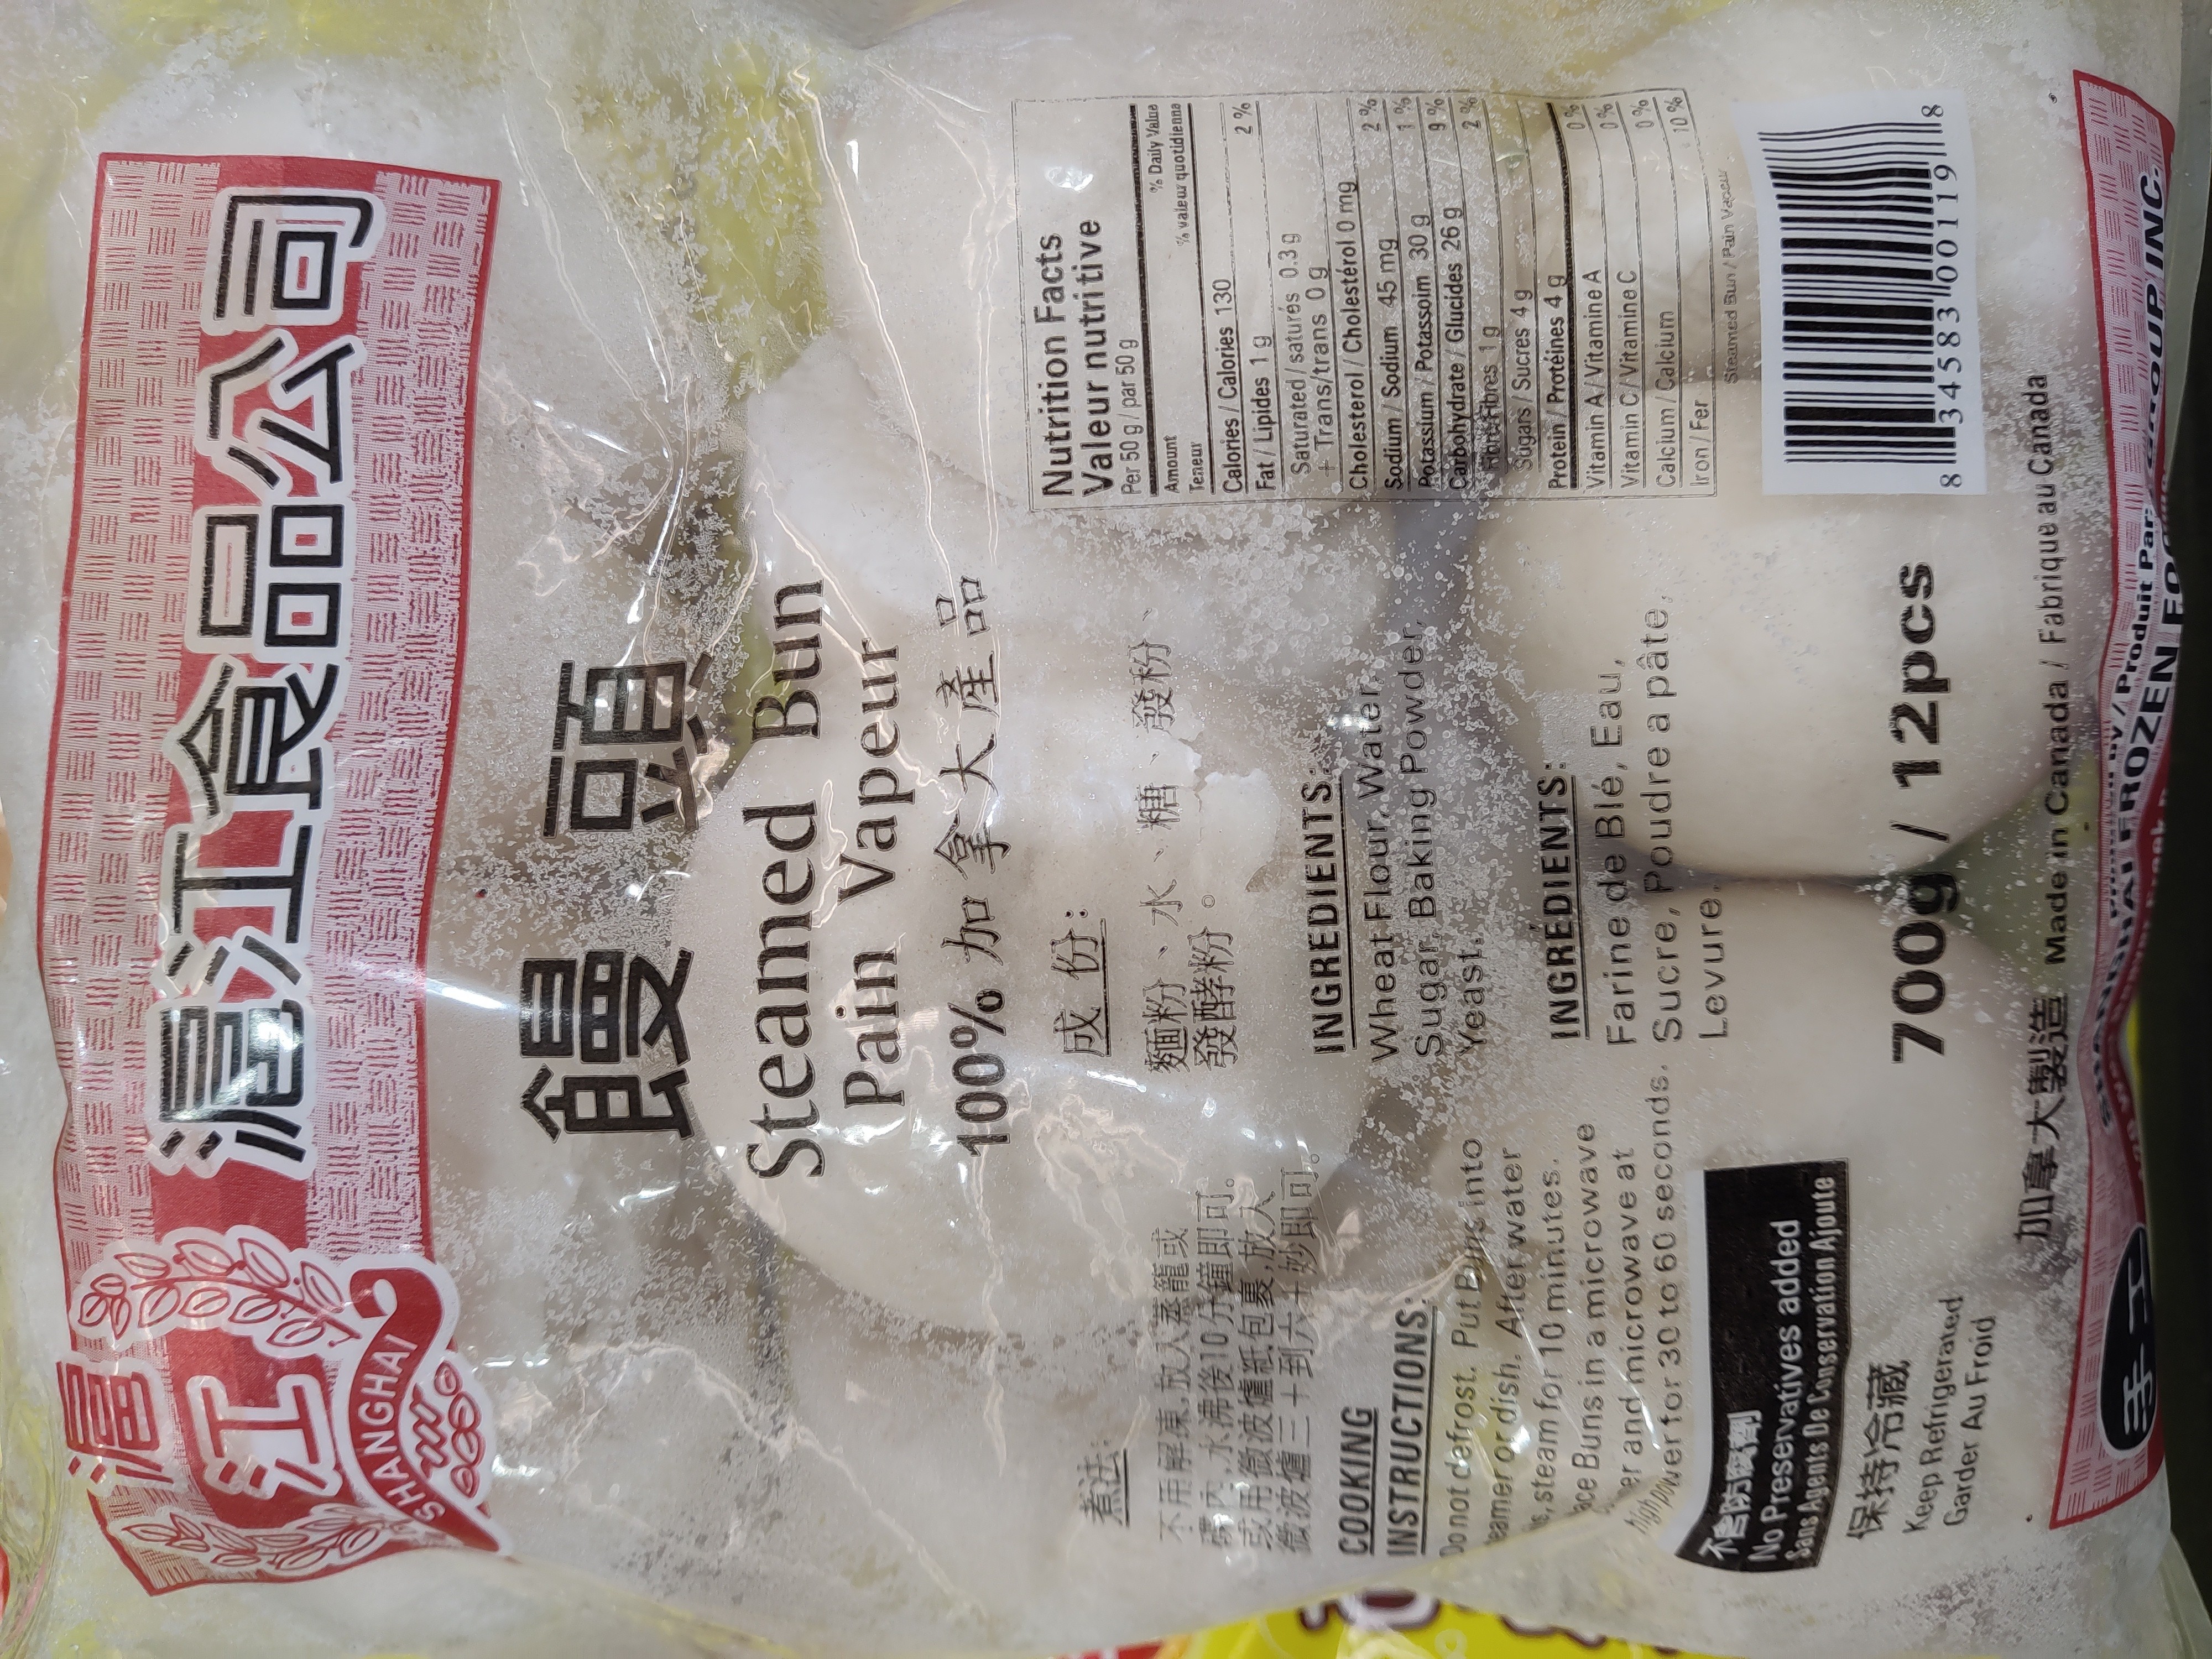 滬江
SHANGHAI
滬江食品公司
饅頭
Steamed Bun
Pain Vapeur
100% 加拿大產品
成份:
麵粉、水、糖、發粉、
發酵粉。
INGREDIENTS:
Wheat Flour, Water,
Sugar, Baking Powder,
Yeast.
INGRÉDIENTS:
Farine de Blé, Eau,
Sucre, Poudre a pâte,
Levure.
煮法:
不用解凍,放入蒸籠或
碟內,水沸後10分鐘即可。
或用微波爐紙包裹,放入
微波爐三十到六十妙即可。
COOKING
INSTRUCTIONS:
Do not defrost. Put Buns into
teamer or dish. After water
steam for 10 minutes.
ace Buns in a microwave
er and microwave at
high power for 30 to 60 seconds.
不含防腐劑
No Preservatives added
Sans Agents De Conservation Ajoute
保持冷藏
Keep Refrigerated
Garder Au Froid
Nutrition Facts
Valeur nutritive
Per 50 g / par 50 g
Amount % Daily Value
Teneur % valeur quotidienne
Calories / Calories 130
Fat / Lipides 1 g 2 %
Saturated / saturés 0.3 g
+ Trans/trans 0 g
Cholesterol / Cholestérol 0 mg
Sodium / Sodium 45 mg 2 %
Potassium / Potassoim 30 g 1 %
Carbohydrate / Glucides 26 g 9 %
Fibre / Fibres 1 g 2 %
Sugars / Sucres 4 g
Protein / Protéines 4 g
Vitamin A / Vitamine A 0 %
Vitamin C / Vitamine C 0 %
Calcium / Calcium 0 %
Iron / Fer 10 %
Steamed Bun / Pain Vapeur
8 34583 00119 8
700g / 12pcs
加拿大製造 Made in Canada / Fabrique au Canada
手工
Produit Par:
SHANGHAI FROZEN FOOD
GROUP INC.